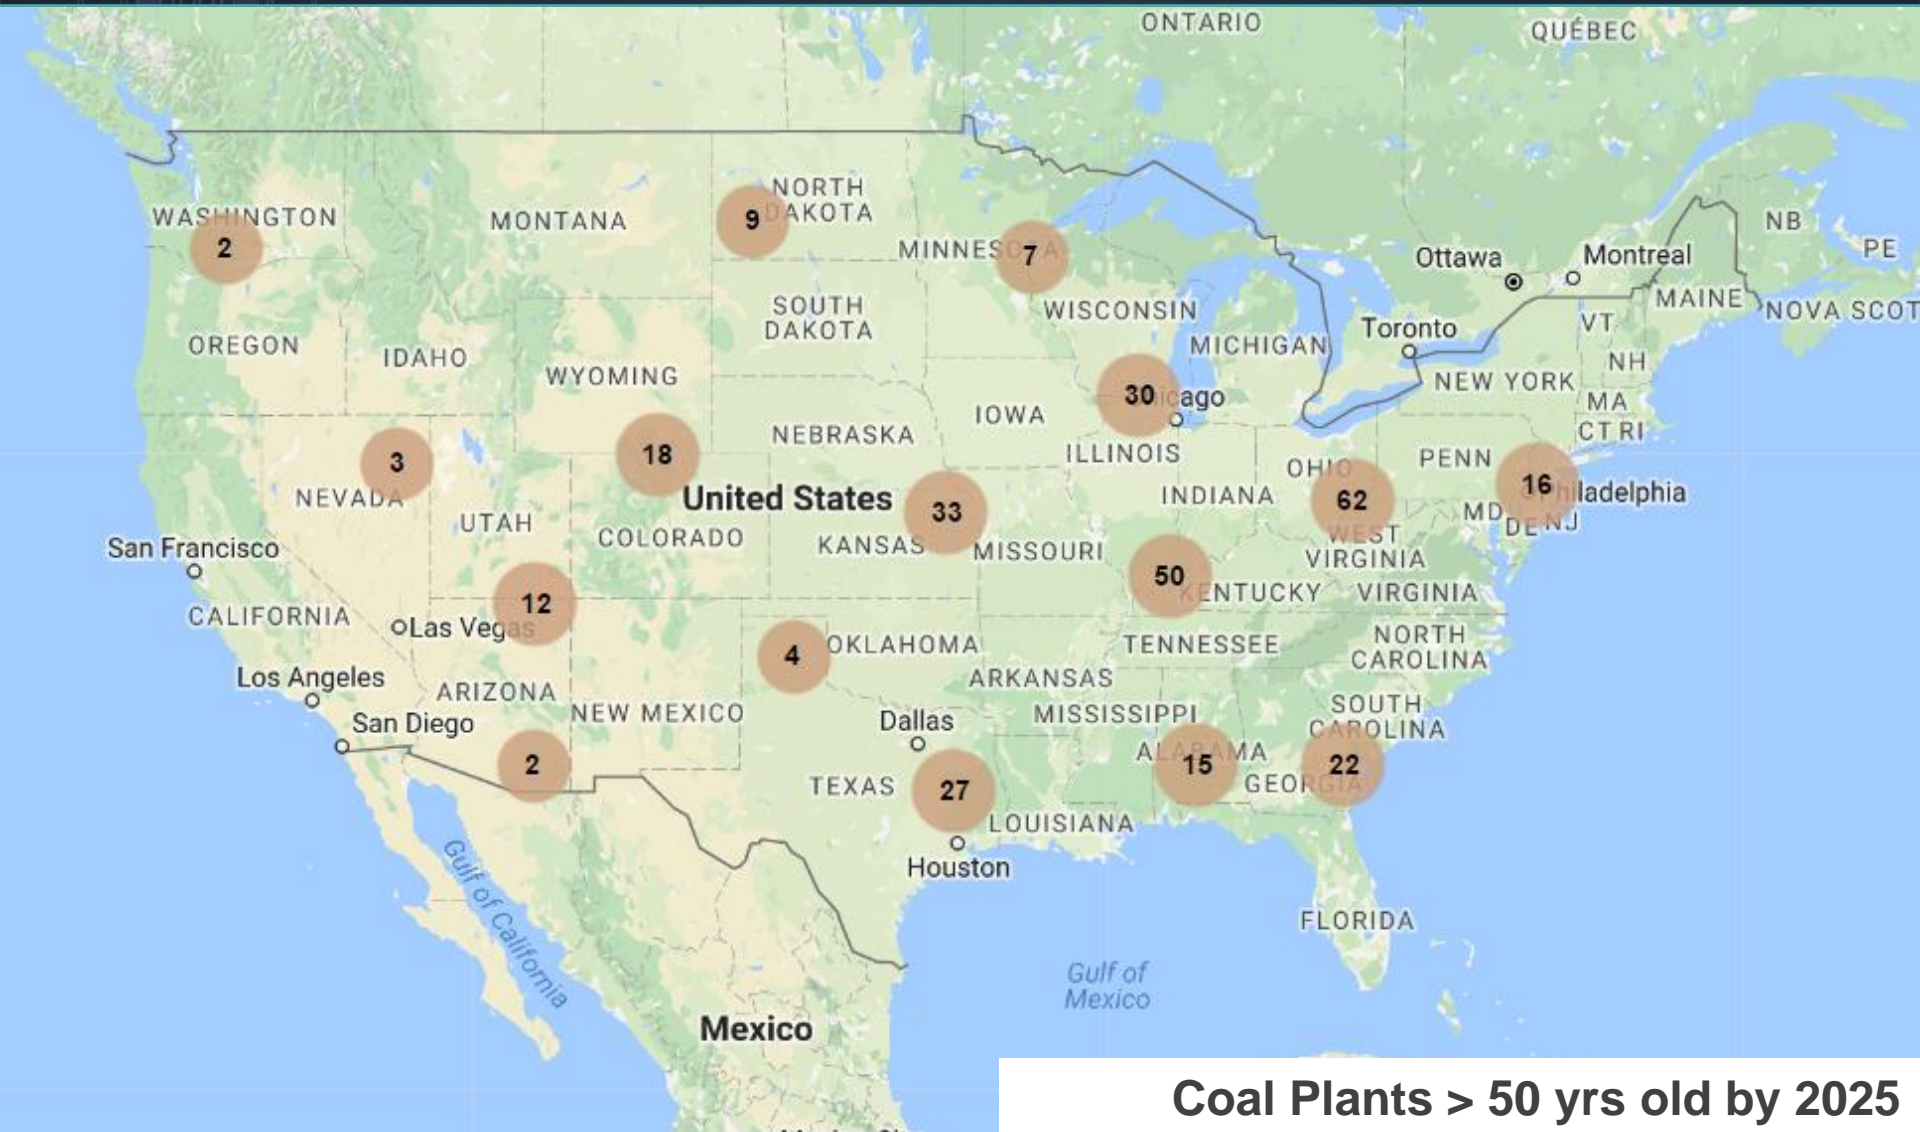 ONTARIO
QUÉBEC
NORTH
DAKOTA
9
WASHINGTON
2
MONTANA
MINNESOTA
7
NB
PE
Ottawa
Montreal
MAINE
NOVA SCOT
SOUTH
DAKOTA
WISCONSIN
VT
Toronto
OREGON
IDAHO
MICHIGAN
NH
WYOMING
NEW YORK
30
Chicago
MA
IOWA
CT RI
NEBRASKA
3
18
ILLINOIS
OHIO
PENN
NEVADA
United States
33
INDIANA
62
16
Philadelphia
MD
DE NJ
UTAH
COLORADO
KANSAS
MISSOURI
WEST
VIRGINIA
San Francisco
50
KENTUCKY
VIRGINIA
12
CALIFORNIA
Las Vegas
4
OKLAHOMA
TENNESSEE
NORTH
CAROLINA
Los Angeles
ARIZONA
ARKANSAS
NEW MEXICO
MISSISSIPPI
SOUTH
CAROLINA
San Diego
Dallas
2
ALABAMA
15
22
TEXAS
27
GEORGIA
LOUISIANA
Houston
Gulf of California
FLORIDA
Gulf of
Mexico
Mexico
Coal Plants > 50 yrs old by 2025